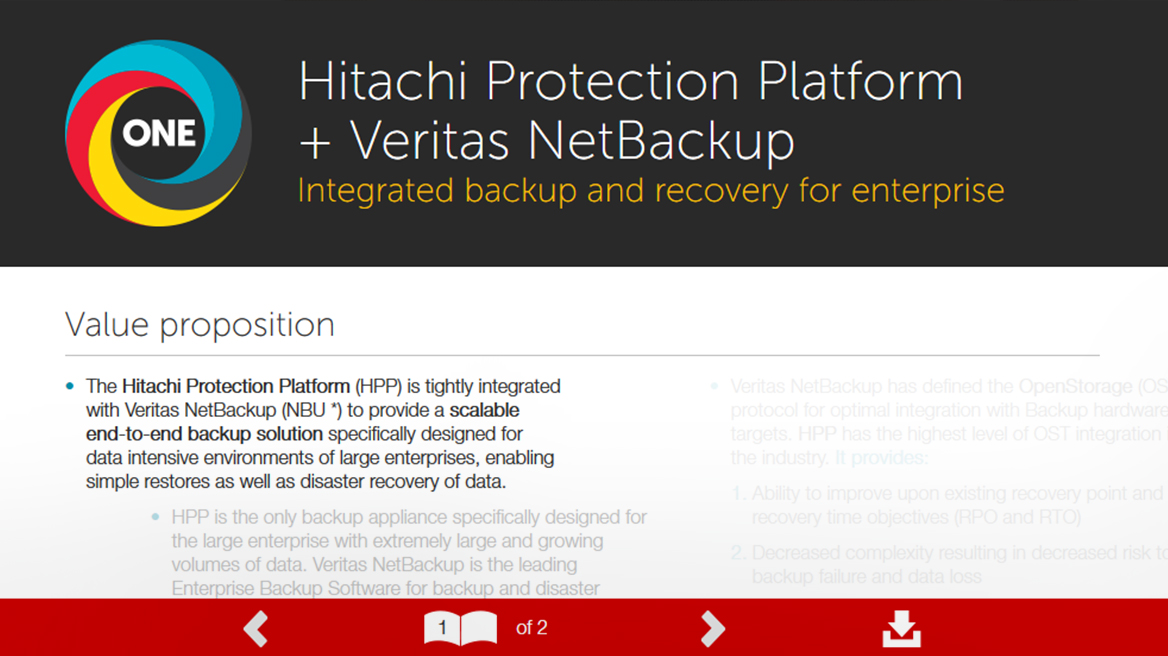 ONE
Hitachi Protection Platform
+ Veritas NetBackup
Integrated backup and recovery for enterprise
Value proposition
• The Hitachi Protection Platform (HPP) is tightly integrated
with Veritas NetBackup (NBU *) to provide a scalable
end-to-end backup solution specifically designed for
data intensive environments of large enterprises, enabling
simple restores as well as disaster recovery of data.
• HPP is the only backup appliance specifically designed for
the large enterprise with extremely large and growing
volumes of data. Veritas NetBackup is the leading
Enterprise Backup Software for backup and disaster
• Veritas NetBackup has defined the OpenStorage (OS
protocol for optimal integration with Backup hardware
targets. HPP has the highest level of OST integration
the industry. It provides:
1. Ability to improve upon existing recovery point and
recovery time objectives (RPO and RTO)
2. Decreased complexity resulting in decreased risk to
backup failure and data loss
1 of 2